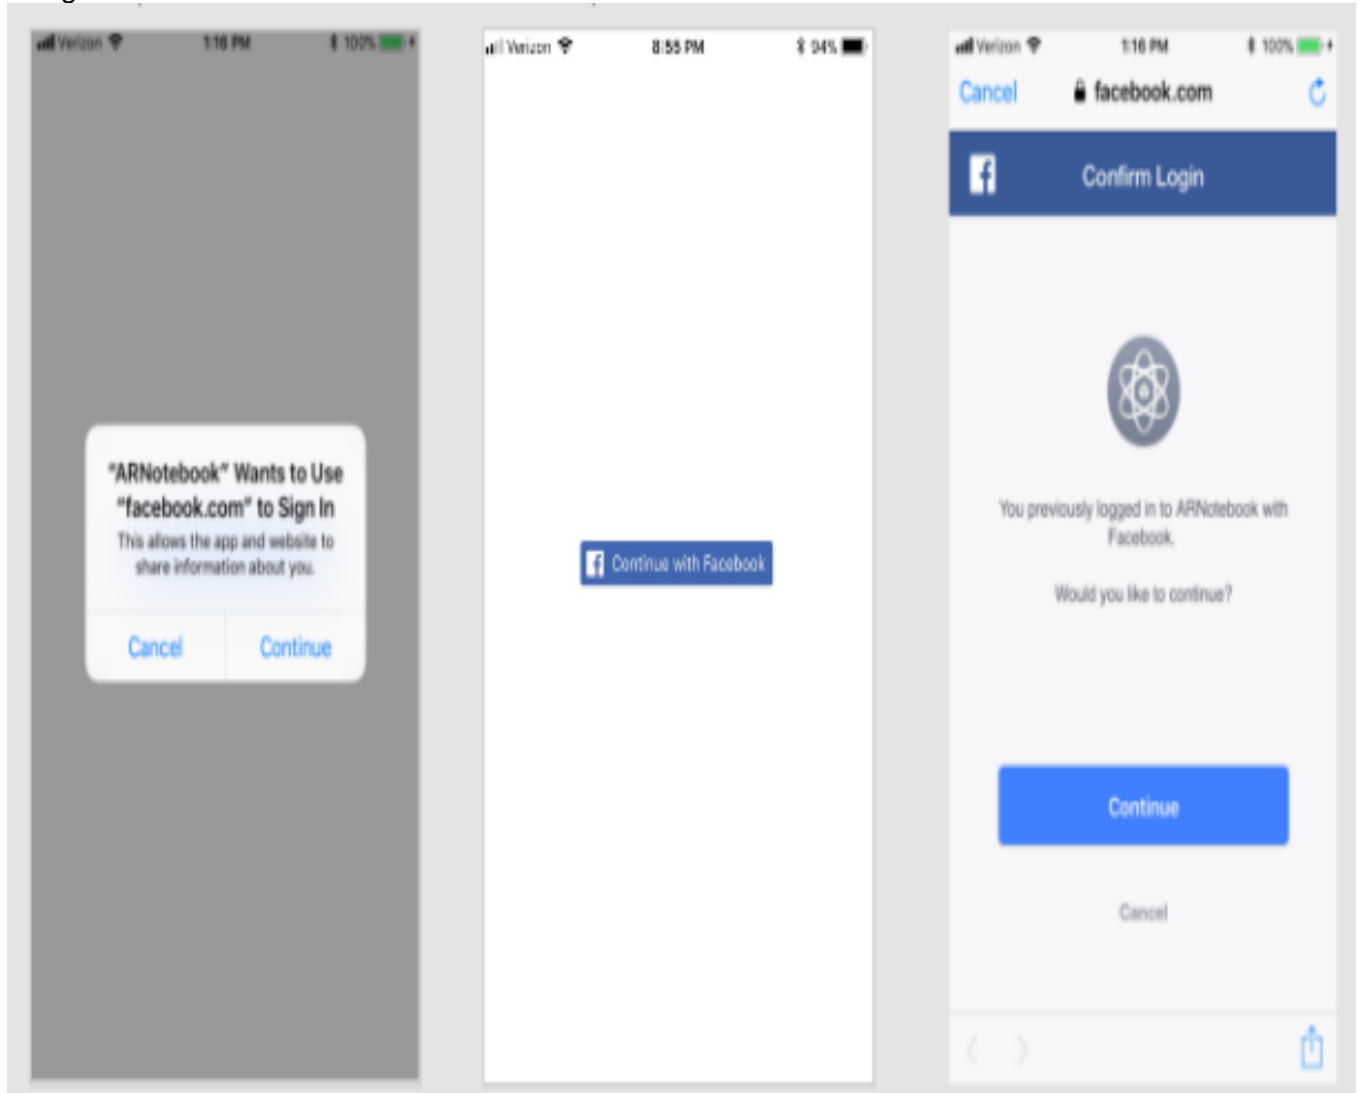 Verizon 1:16 PM 100%
"ARNotebook" Wants to Use
"facebook.com" to Sign In
This allows the app and website to
share information about you.
Cancel Continue
Verizon 8:55 PM 94%
Continue with Facebook
Verizon 1:16 PM 100%
Cancel facebook.com
Confirm Login
You previously logged in to ARNotebook with
Facebook.
Would you like to continue?
Continue
Cancel